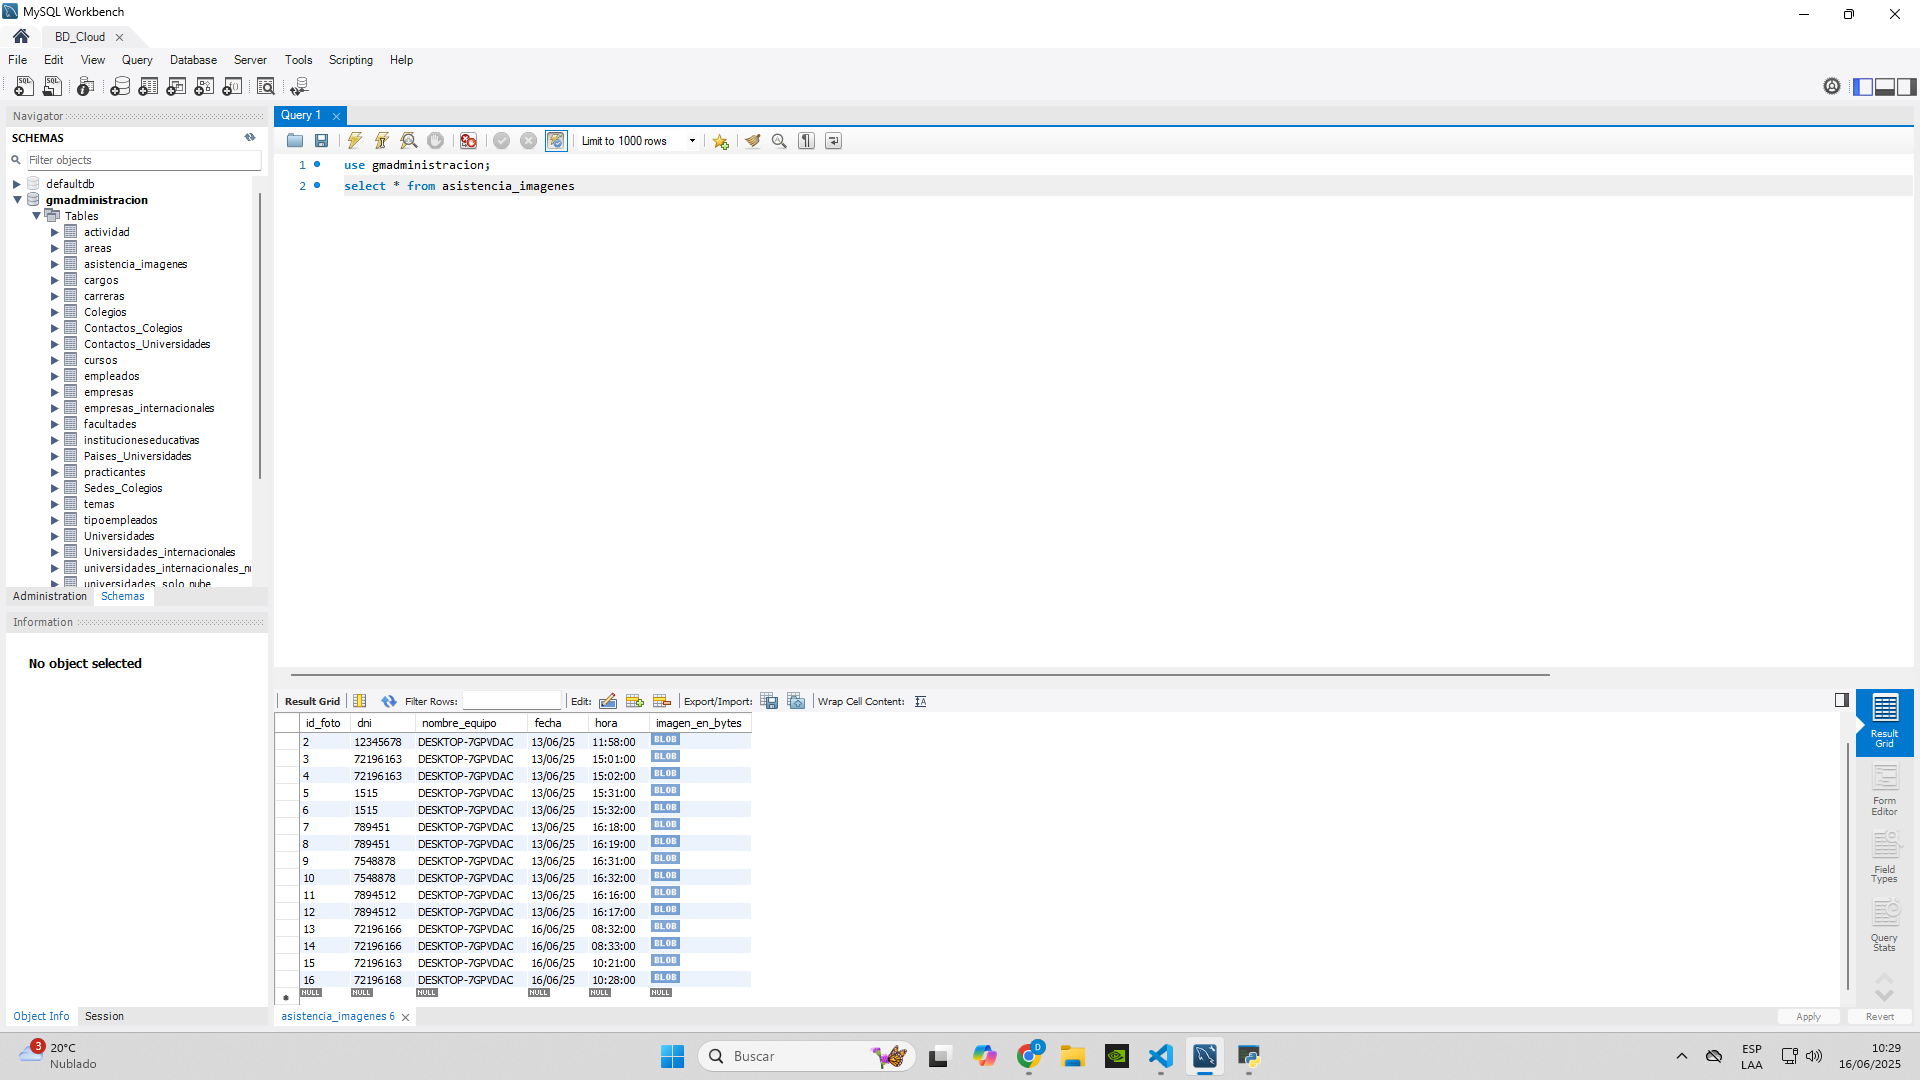 MySQL Workbench
BD_Cloud
File Edit View Query Database Server Tools Scripting Help
Navigator
SCHEMAS
Filter objects
defaultdb
gmadministracion
Tables
actividad
areas
asistencia_imagenes
cargos
carreras
Colegios
Contactos_Colegios
Contactos_Universidades
cursos
empleados
empresas
empresas_internacionales
facultades
institucioneseducativas
Paises_Universidades
practicantes
Sedes_Colegios
temas
tipoempleados
Universidades
Universidades_internacionales
universidades_internacionales_n
universidades_solo_nube
Administration Schemas
Information
No object selected
Object Info Session
Query 1
Limit to 1000 rows
1 use gmadministracion;
2 select * from asistencia_imagenes
Result Grid Filter Rows: Edit: Export/Import: Wrap Cell Content:
id_foto dni nombre_equipo fecha hora imagen_en_bytes
2 12345678 DESKTOP-7GPVDAC 13/06/25 11:58:00 BLOB
3 72196163 DESKTOP-7GPVDAC 13/06/25 15:01:00 BLOB
4 72196163 DESKTOP-7GPVDAC 13/06/25 15:02:00 BLOB
5 1515 DESKTOP-7GPVDAC 13/06/25 15:31:00 BLOB
6 1515 DESKTOP-7GPVDAC 13/06/25 15:32:00 BLOB
7 789451 DESKTOP-7GPVDAC 13/06/25 16:18:00 BLOB
8 789451 DESKTOP-7GPVDAC 13/06/25 16:19:00 BLOB
9 7548878 DESKTOP-7GPVDAC 13/06/25 16:31:00 BLOB
10 7548878 DESKTOP-7GPVDAC 13/06/25 16:32:00 BLOB
11 7894512 DESKTOP-7GPVDAC 13/06/25 16:16:00 BLOB
12 7894512 DESKTOP-7GPVDAC 13/06/25 16:17:00 BLOB
13 72196166 DESKTOP-7GPVDAC 16/06/25 08:32:00 BLOB
14 72196166 DESKTOP-7GPVDAC 16/06/25 08:33:00 BLOB
15 72196163 DESKTOP-7GPVDAC 16/06/25 10:21:00 BLOB
16 72196168 DESKTOP-7GPVDAC 16/06/25 10:28:00 BLOB
NULL NULL NULL NULL NULL NULL
asistencia_imagenes 6
Result
Grid
Form
Editor
Field
Types
Query
Stats
Apply Revert
3
20°C
Nublado
Buscar
D
ESP
LAA
10:29
16/06/2025